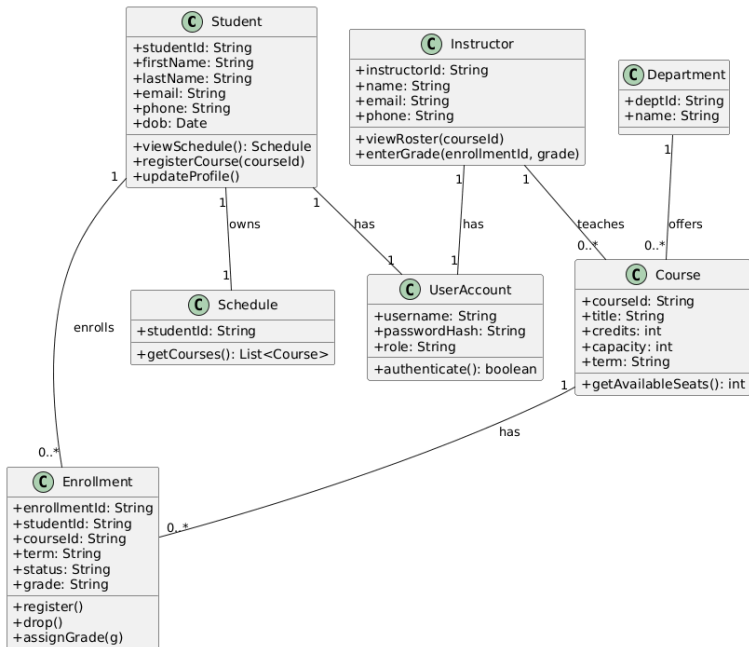 C Student
+studentId: String
+firstName: String
+lastName: String
+email: String
+phone: String
+dob: Date
+viewSchedule(): Schedule
+registerCourse(courseId)
+updateProfile()
C Instructor
+instructorId: String
+name: String
+email: String
+phone: String
+viewRoster(courseId)
+enterGrade(enrollmentId, grade)
C Department
+deptId: String
+name: String
1
enrolls
0..*
1
owns
1
1
has
1
1
has
1
1
teaches
0..*
1
offers
0..*
C Schedule
+studentId: String
+getCourses(): List<Course>
C UserAccount
+username: String
+passwordHash: String
+role: String
+authenticate(): boolean
C Course
+courseId: String
+title: String
+credits: int
+capacity: int
+term: String
+getAvailableSeats(): int
1
has
0..*
C Enrollment
+enrollmentId: String
+studentId: String
+courseId: String
+term: String
+status: String
+grade: String
+register()
+drop()
+assignGrade(g)